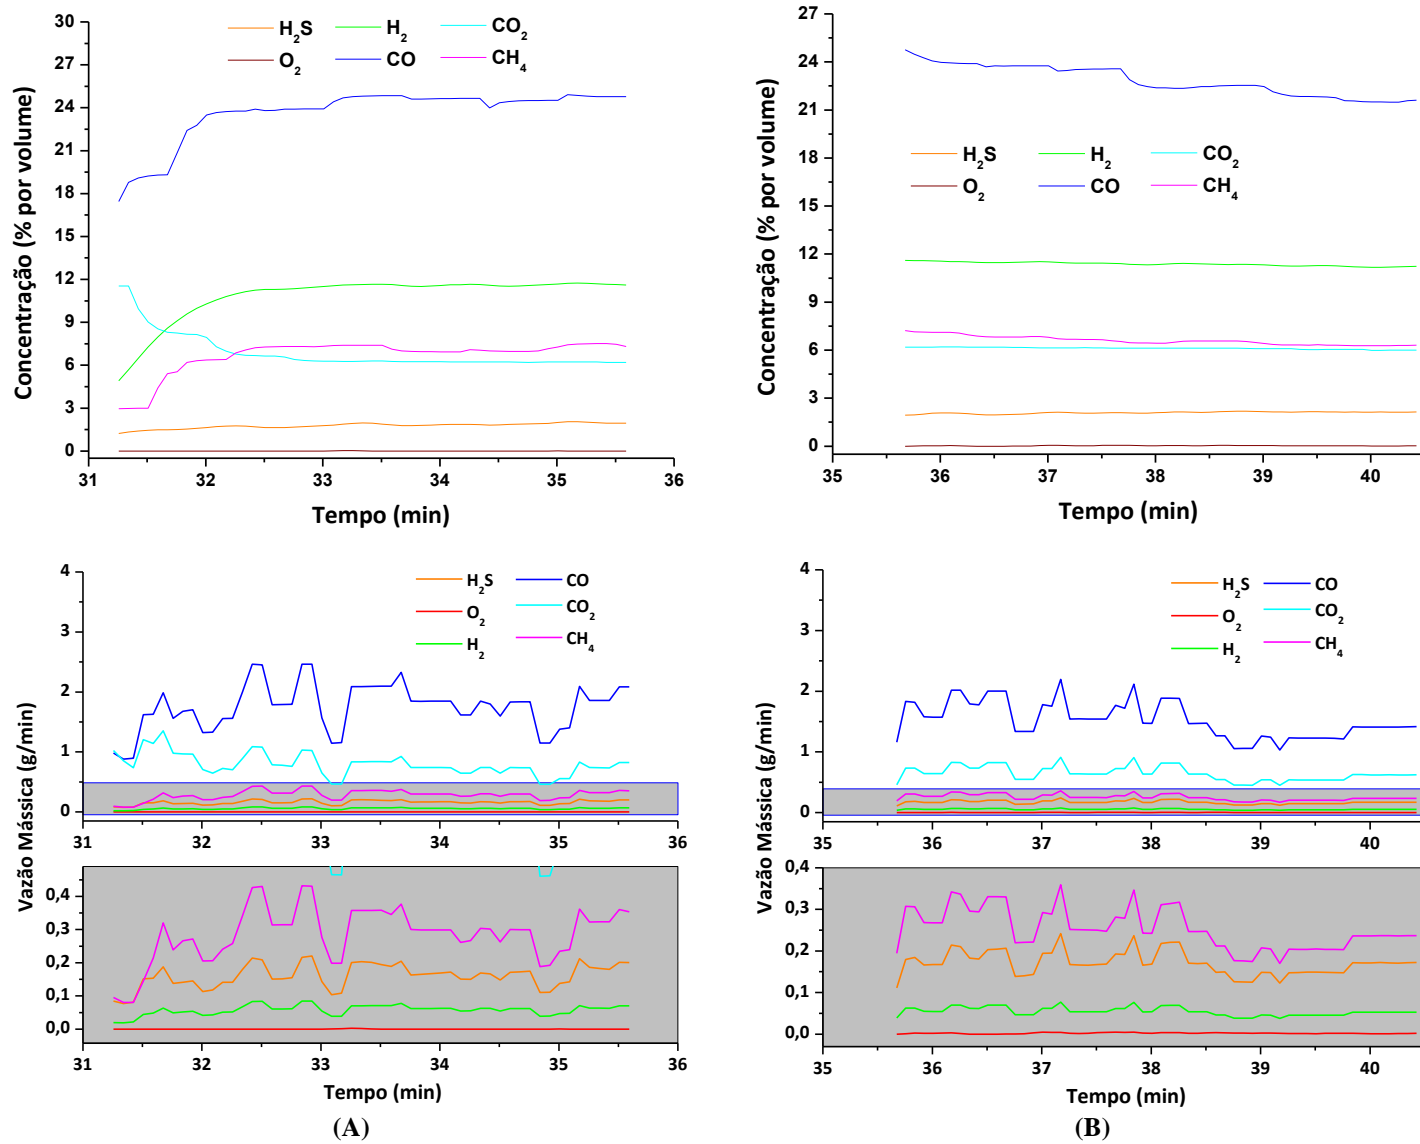 Concentração (% por volume)
30
27
24
21
18
15
12
9
6
3
0
H₂S H₂ CO₂
O₂ CO CH₄
31 32 33 34 35 36
Tempo (min)
Concentração (% por volume)
27
24
21
18
15
12
9
6
3
0
H₂S H₂ CO₂
O₂ CO CH₄
35 36 37 38 39 40
Tempo (min)
Vazão Mássica (g/min)
4
3
2
1
0
H₂S CO
O₂ CO₂
H₂ CH₄
31 32 33 34 35 36
0,4
0,3
0,2
0,1
0,0
31 32 33 34 35 36
Tempo (min)
(A)
Vazão Mássica (g/min)
4
3
2
1
0
H₂S CO
O₂ CO₂
H₂ CH₄
35 36 37 38 39 40
0,4
0,3
0,2
0,1
0,0
35 36 37 38 39 40
Tempo (min)
(B)